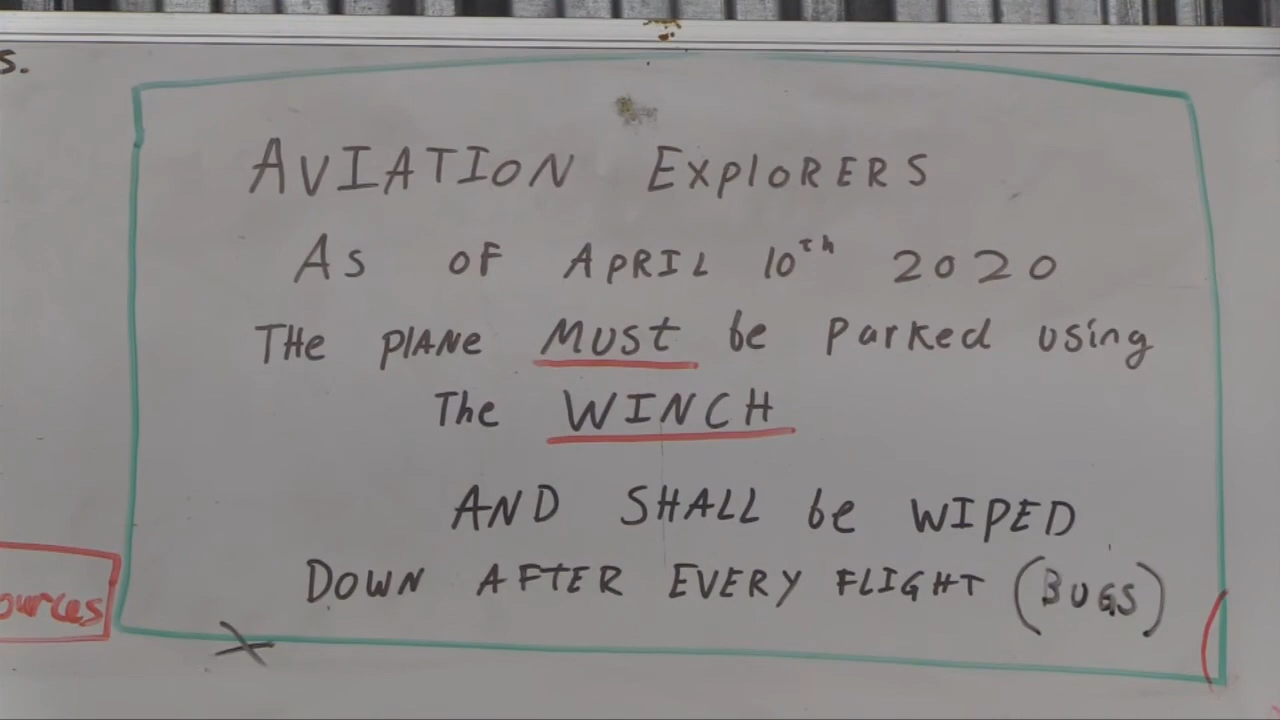 s.
AVIATION EXplORERS
As OF APRIL 10th 2020
THe plANe MUSt be Parked using
The WINCH
AND SHALL be WIPED
DOWN AFTER EVERY FLIGHT (BUGS)
ources